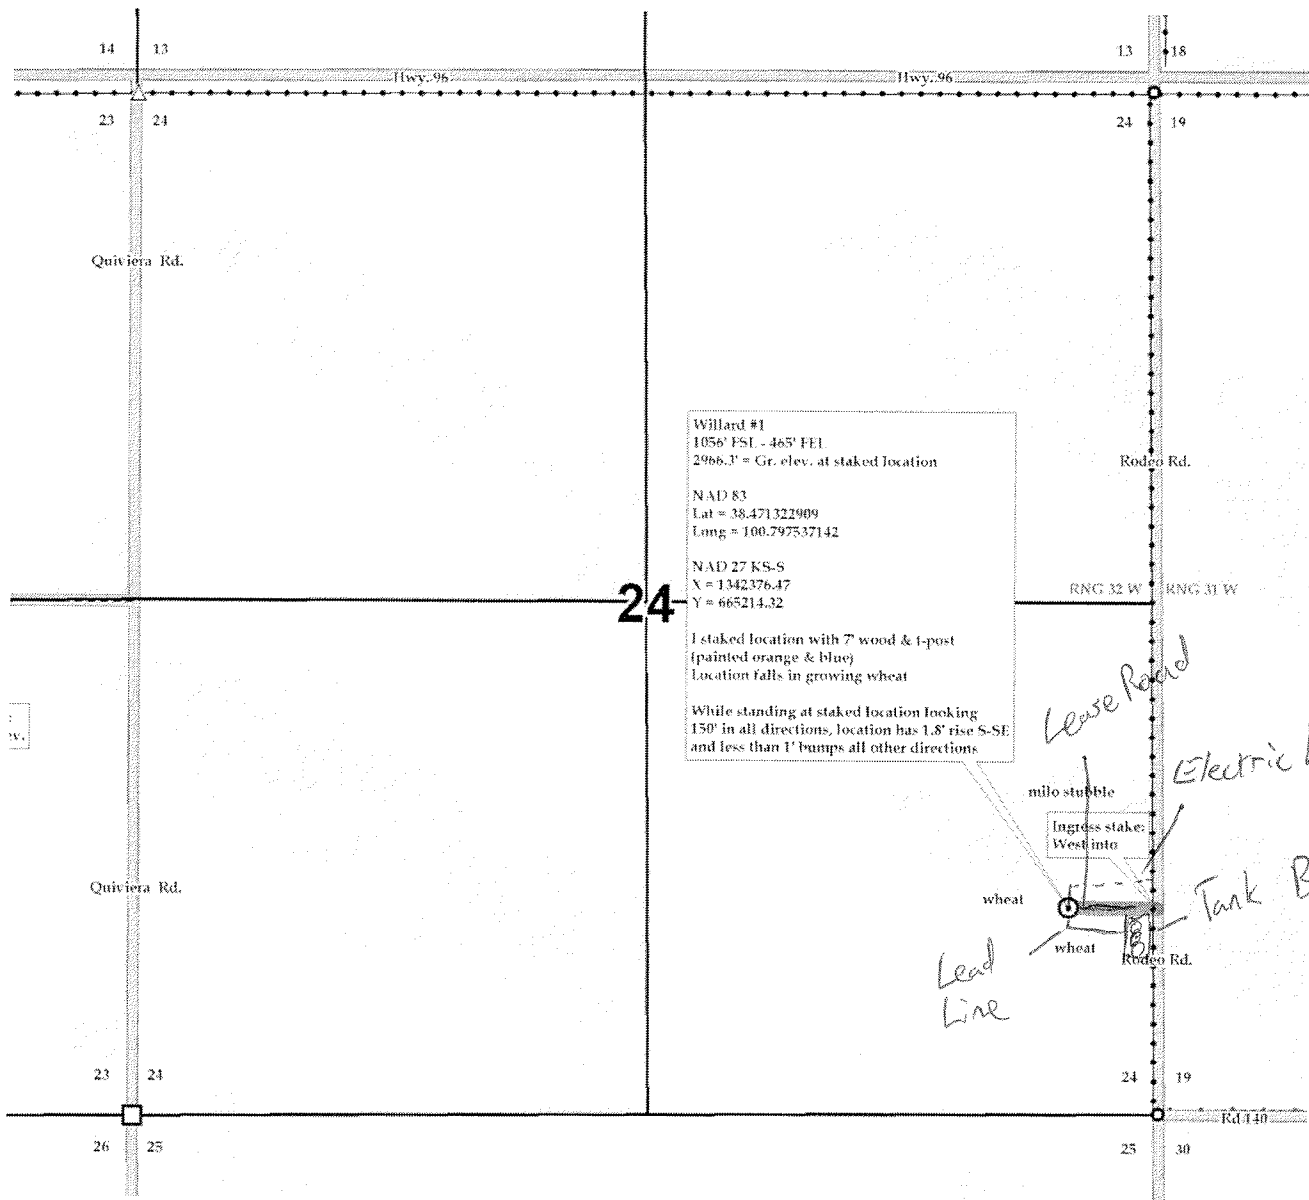 14 13
13 18
Hwy. 96
Hwy. 96
23 24
24 19
Quiviera Rd.
Willard #1
1056' FSL - 465' FEL
2966.3' = Gr. elev. at staked location
NAD 83
Lat = 38.471322909
Long = 100.797537142
NAD 27 KS-S
X = 1342376.47
Y = 665214.32
I staked location with 7' wood & t-post
(painted orange & blue)
Location falls in growing wheat
While standing at staked location looking
150' in all directions, location has 1.8' rise S-SE
and less than 1' bumps all other directions
Rodeo Rd.
24
RNG 32 W
RNG 31 W
Lease Road
ev.
Electric
milo stubble
Ingress stake:
West into
Quiviera Rd.
wheat
Tank B
wheat
Rodeo Rd.
Lead
Line
23 24
24 19
Rd 140
26 25
25 30